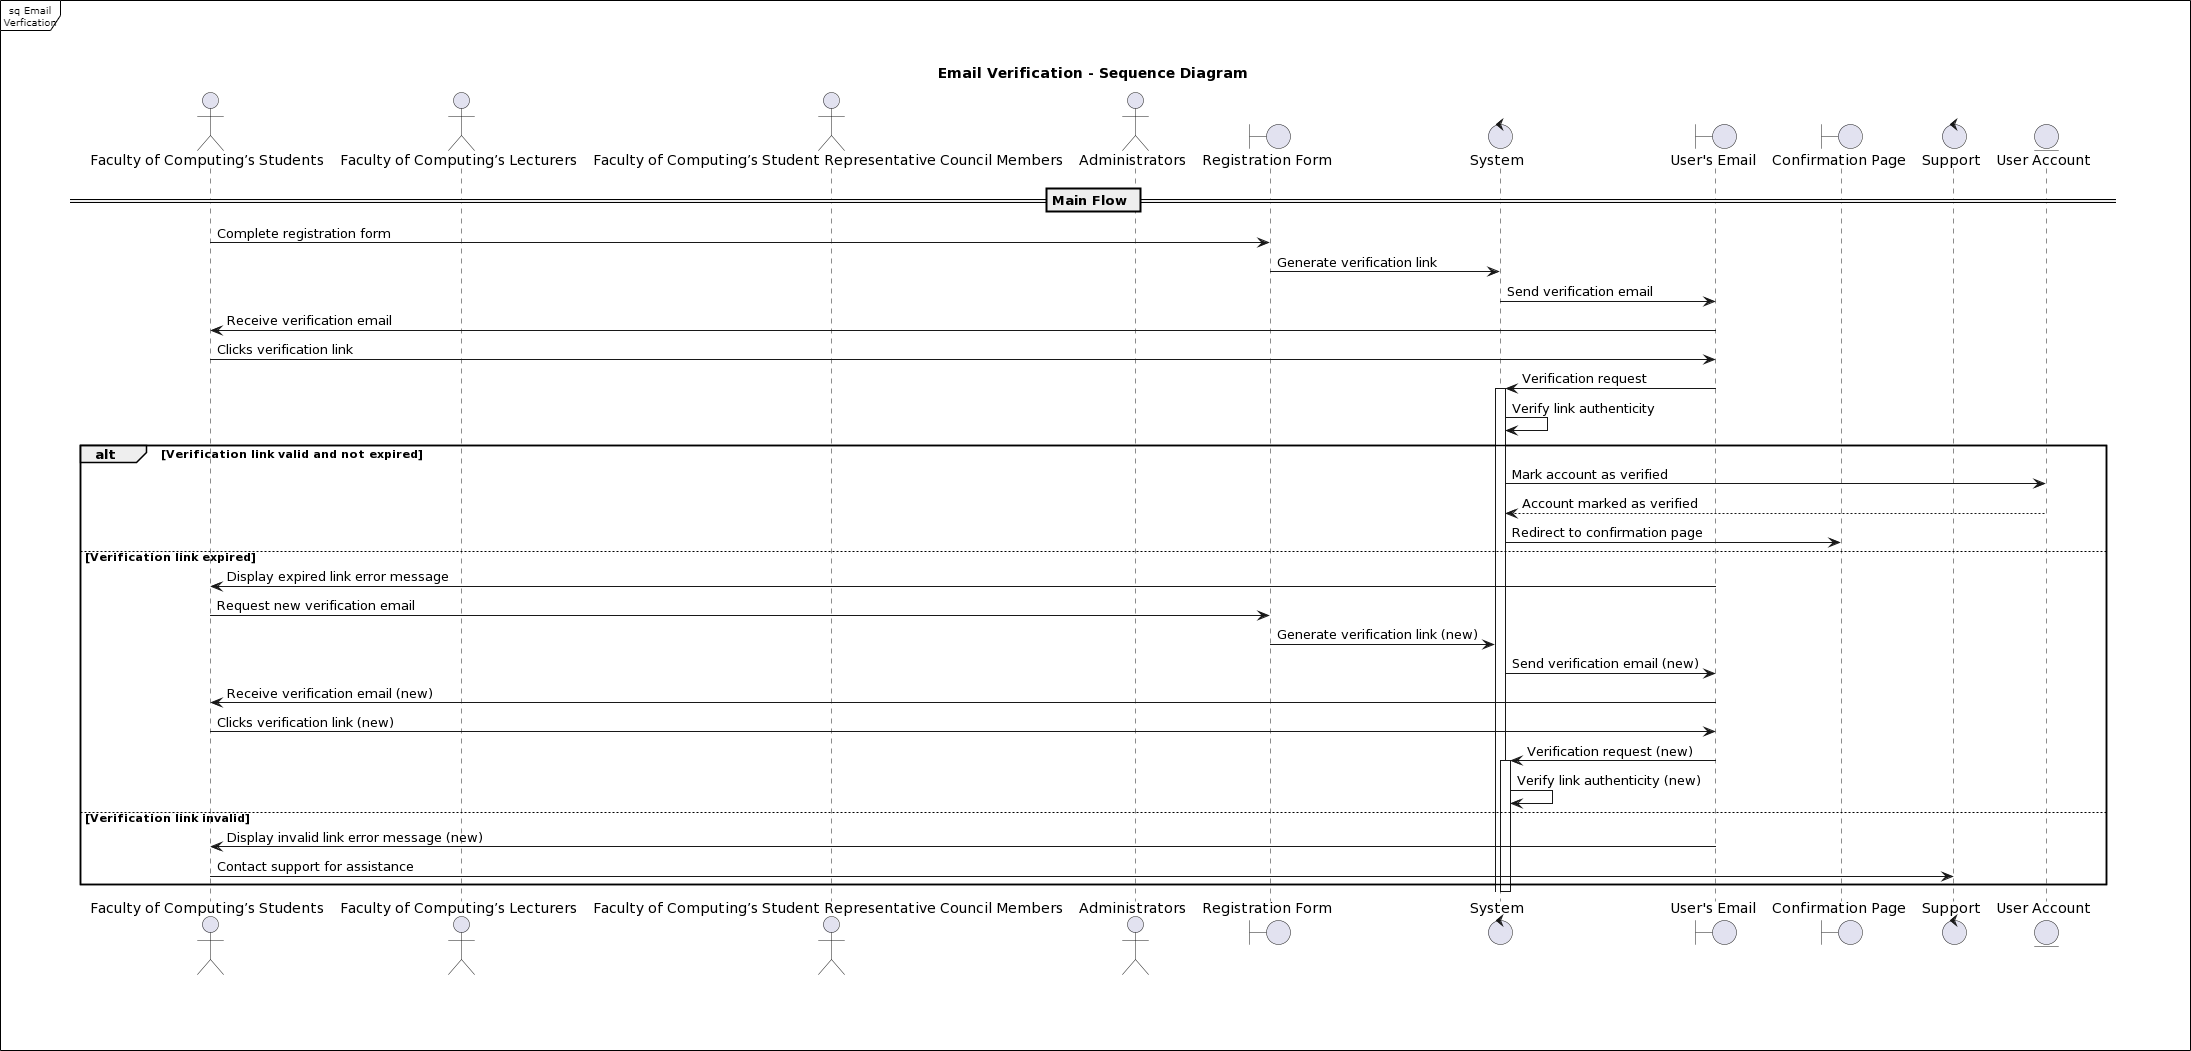 sq Email
Verfication
Email Verification - Sequence Diagram
Faculty of Computing’s Students
Faculty of Computing’s Lecturers
Faculty of Computing’s Student Representative Council Members
Administrators
Registration Form
System
User's Email
Confirmation Page
Support
User Account
Main Flow
Complete registration form
Generate verification link
Send verification email
Receive verification email
Clicks verification link
Verification request
Verify link authenticity
alt
[Verification link valid and not expired]
Mark account as verified
Account marked as verified
Redirect to confirmation page
[Verification link expired]
Display expired link error message
Request new verification email
Generate verification link (new)
Send verification email (new)
Receive verification email (new)
Clicks verification link (new)
Verification request (new)
Verify link authenticity (new)
[Verification link invalid]
Display invalid link error message (new)
Contact support for assistance
Faculty of Computing’s Students
Faculty of Computing’s Lecturers
Faculty of Computing’s Student Representative Council Members
Administrators
Registration Form
System
User's Email
Confirmation Page
Support
User Account